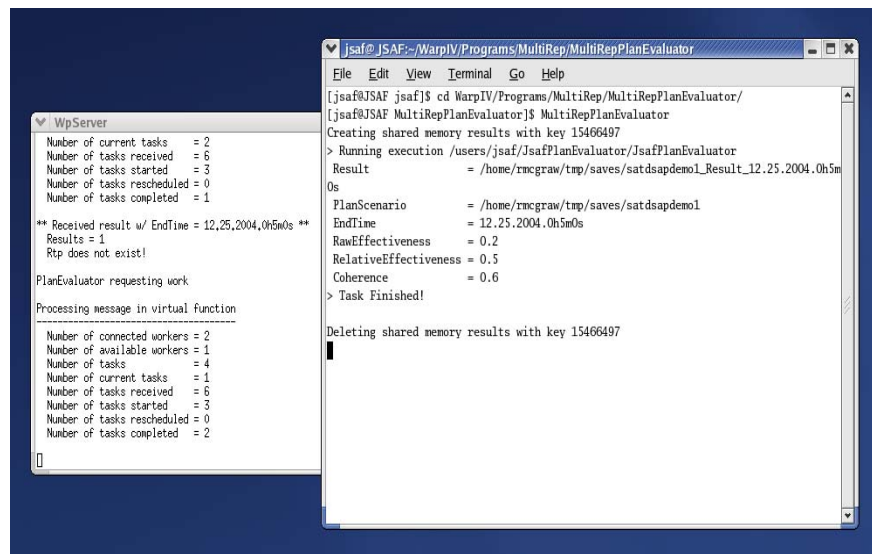 WpServer
Number of current tasks = 2
Number of tasks received = 6
Number of tasks started = 3
Number of tasks rescheduled = 0
Number of tasks completed = 1
** Received result w/ EndTime = 12.25.2004.0h5m0s **
Results = 1
Rtp does not exist!
PlanEvaluator requesting work
Processing message in virtual function
----------------------------------------
Number of connected workers = 2
Number of available workers = 1
Number of tasks = 4
Number of current tasks = 1
Number of tasks received = 6
Number of tasks started = 3
Number of tasks rescheduled = 0
Number of tasks completed = 2
jsaf@JSAF:~/WarpIV/Programs/MultiRep/MultiRepPlanEvaluator
File Edit View Terminal Go Help
[jsaf@JSAF jsaf]$ cd WarpIV/Programs/MultiRep/MultiRepPlanEvaluator/
[jsaf@JSAF MultiRepPlanEvaluator]$ MultiRepPlanEvaluator
Creating shared memory results with key 15466497
> Running execution /users/jsaf/JsafPlanEvaluator/JsafPlanEvaluator
Result = /home/rmcgraw/tmp/saves/satdsapdemo1_Result_12.25.2004.0h5m
0s
PlanScenario = /home/rmcgraw/tmp/saves/satdsapdemo1
EndTime = 12.25.2004.0h5m0s
RawEffectiveness = 0.2
RelativeEffectiveness = 0.5
Coherence = 0.6
> Task Finished!
Deleting shared memory results with key 15466497